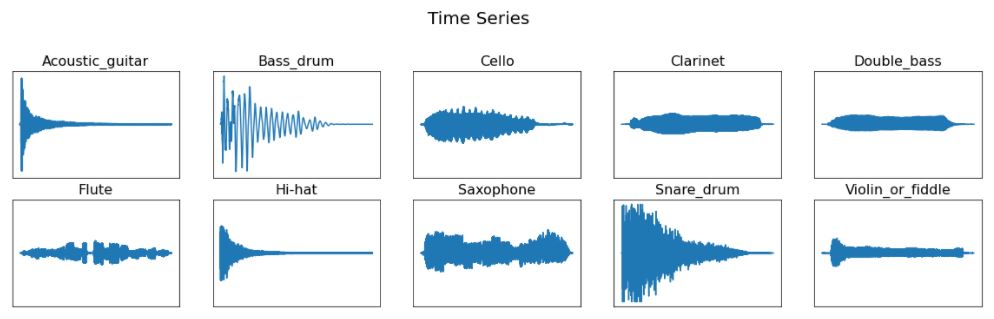 Time Series
Acoustic_guitar Bass_drum Cello Clarinet Double_bass
Flute Hi-hat Saxophone Snare_drum Violin_or_fiddle